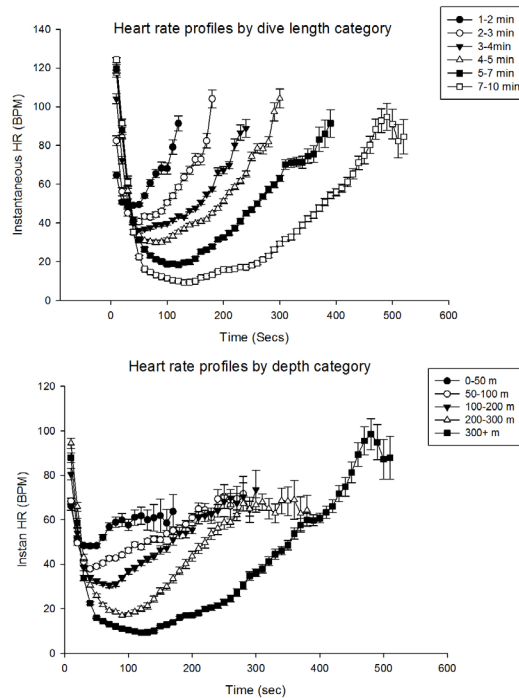 Heart rate profiles by dive length category
1-2 min
2-3 min
3-4min
4-5 min
5-7 min
7-10 min
140
120
100
80
60
40
20
0
Instantaneous HR (BPM)
0 100 200 300 400 500 600
Time (Secs)
Heart rate profiles by depth category
0-50 m
50-100 m
100-200 m
200-300 m
300+ m
120
100
80
60
40
20
0
Instan HR (BPM)
0 100 200 300 400 500 600
Time (sec)